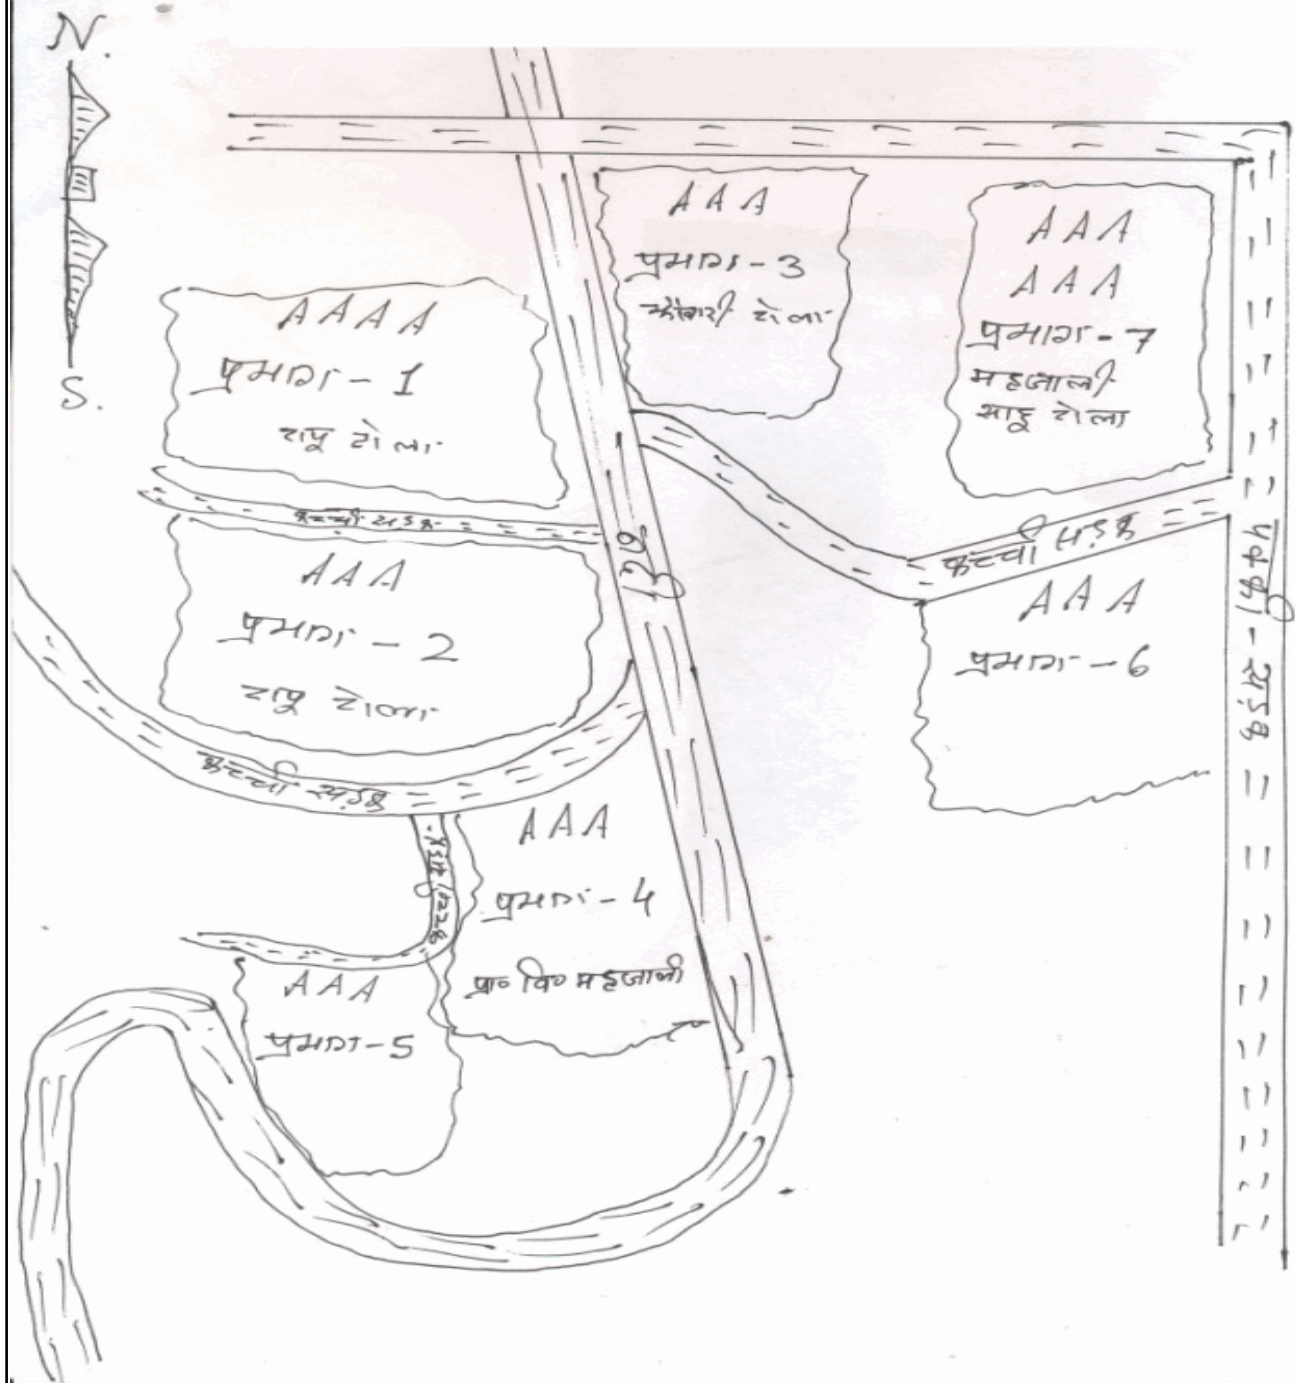 N.
S.
AAA
प्रभाग - 3
टोला
AAA
AAA
प्रभाग - 7
महजाली
साहू टोला
AAAA
प्रभाग - 1
टापू टोला
कच्ची सड़क
AAA
प्रभाग - 2
टापू टोला
कच्ची सड़क
AAA
प्रभाग - 6
पक्की - सड़क
कच्ची सड़क
कच्ची सड़क
AAA
प्रभाग - 4
प्रा० वि० महजाली
AAA
प्रभाग - 5